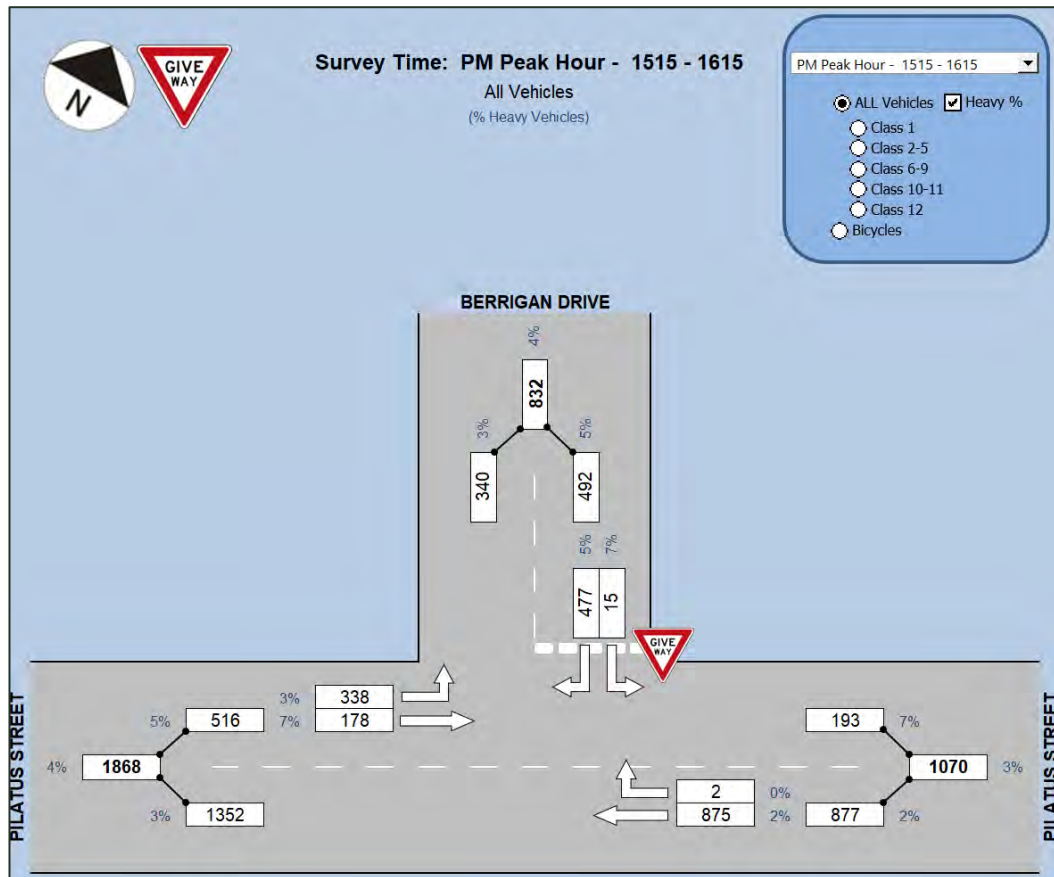 N
GIVE
WAY
Survey Time: PM Peak Hour - 1515 - 1615
All Vehicles
(% Heavy Vehicles)
PM Peak Hour - 1515 - 1615
ALL Vehicles
Heavy %
Class 1
Class 2-5
Class 6-9
Class 10-11
Class 12
Bicycles
BERRIGAN DRIVE
4%
832
3%
5%
340
492
5%
7%
477
15
GIVE
WAY
PILATUS STREET
3%
338
7%
178
5%
516
4%
1868
3%
1352
193
7%
1070
3%
2
0%
875
2%
877
2%
PILATUS STREET